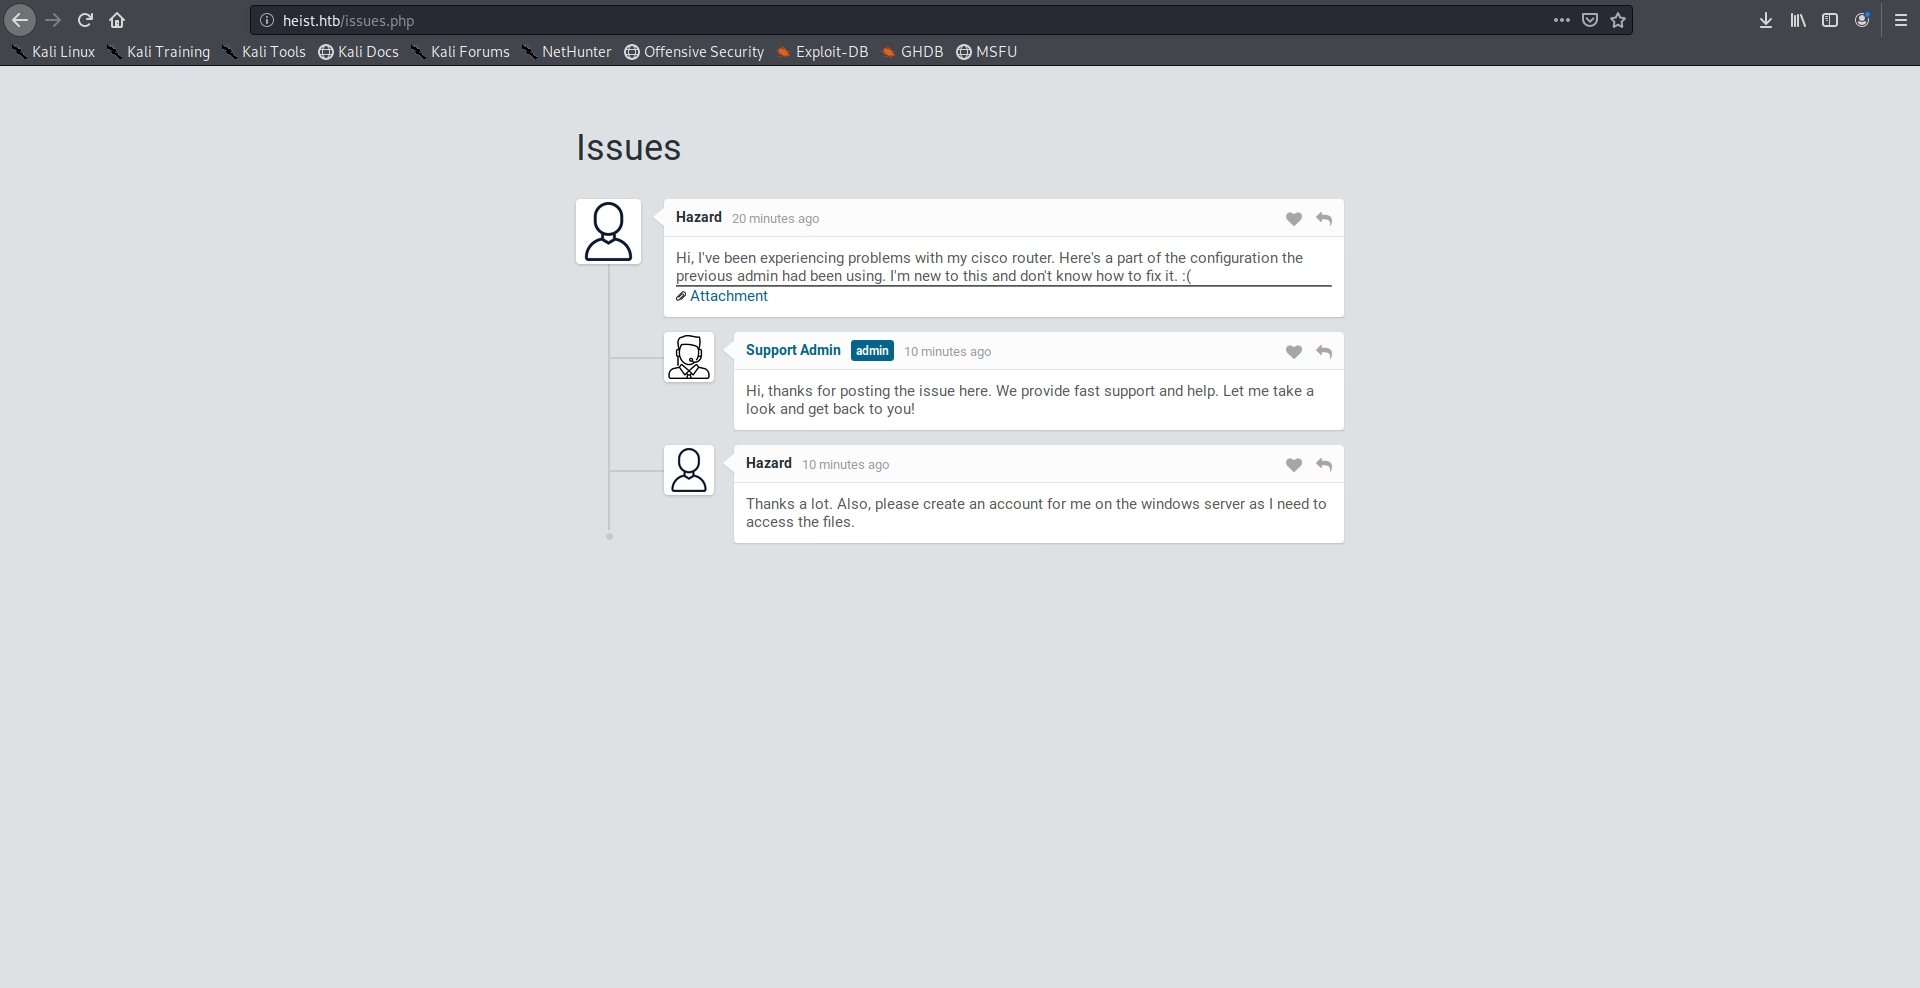 heist.htb/issues.php
Kali Linux Kali Training Kali Tools Kali Docs Kali Forums NetHunter Offensive Security Exploit-DB GHDB MSFU
Issues
Hazard 20 minutes ago
Hi, I've been experiencing problems with my cisco router. Here's a part of the configuration the
previous admin had been using. I'm new to this and don't know how to fix it. :(
Attachment
Support Admin admin 10 minutes ago
Hi, thanks for posting the issue here. We provide fast support and help. Let me take a
look and get back to you!
Hazard 10 minutes ago
Thanks a lot. Also, please create an account for me on the windows server as I need to
access the files.